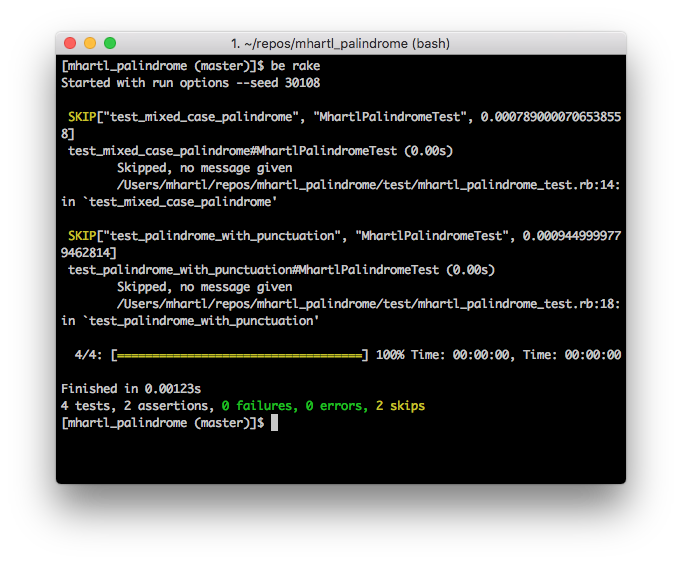 1. ~/repos/mhartl_palindrome (bash)
[mhartl_palindrome (master)]$ be rake
Started with run options --seed 30108
SKIP["test_mixed_case_palindrome", "MhartlPalindromeTest", 0.000789000070653855
8]
test_mixed_case_palindrome#MhartlPalindromeTest (0.00s)
Skipped, no message given
/Users/mhartl/repos/mhartl_palindrome/test/mhartl_palindrome_test.rb:14:
in `test_mixed_case_palindrome'
SKIP["test_palindrome_with_punctuation", "MhartlPalindromeTest", 0.000944999977
9462814]
test_palindrome_with_punctuation#MhartlPalindromeTest (0.00s)
Skipped, no message given
/Users/mhartl/repos/mhartl_palindrome/test/mhartl_palindrome_test.rb:18:
in `test_palindrome_with_punctuation'
4/4: [===================================] 100% Time: 00:00:00, Time: 00:00:00
Finished in 0.00123s
4 tests, 2 assertions, 0 failures, 0 errors, 2 skips
[mhartl_palindrome (master)]$